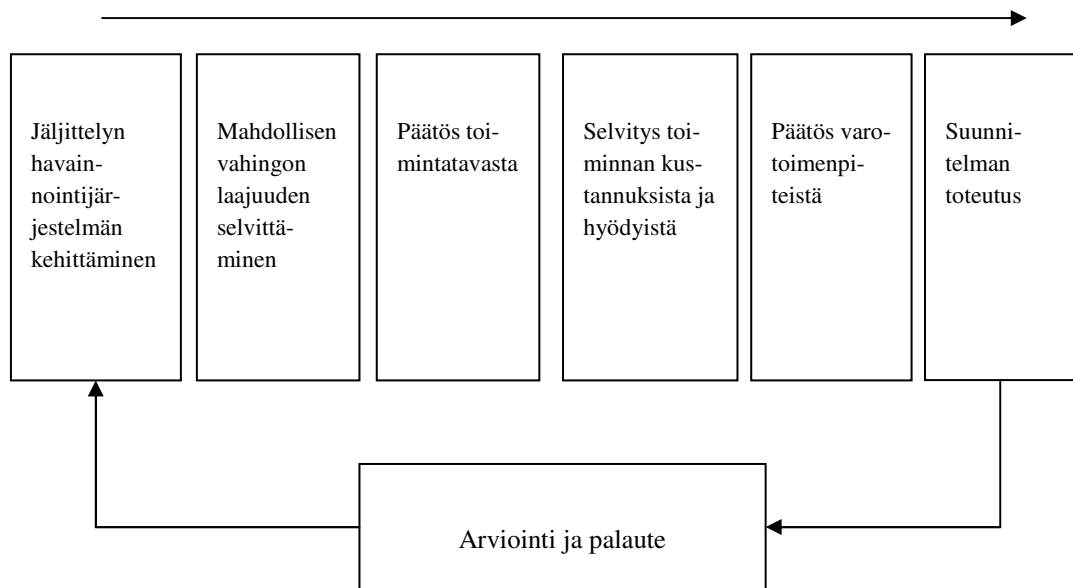 Jäljittelyn
havain-
nointijär-
jestelmän
kehittäminen
Mahdollisen
vahingon
laajuuden
selvittä-
minen
Päätös toi-
mintatavasta
Selvitys toi-
minnan kus-
tannuksista ja
hyödyistä
Päätös varo-
toimenpi-
teistä
Suunni-
telman
toteutus
Arviointi ja palaute